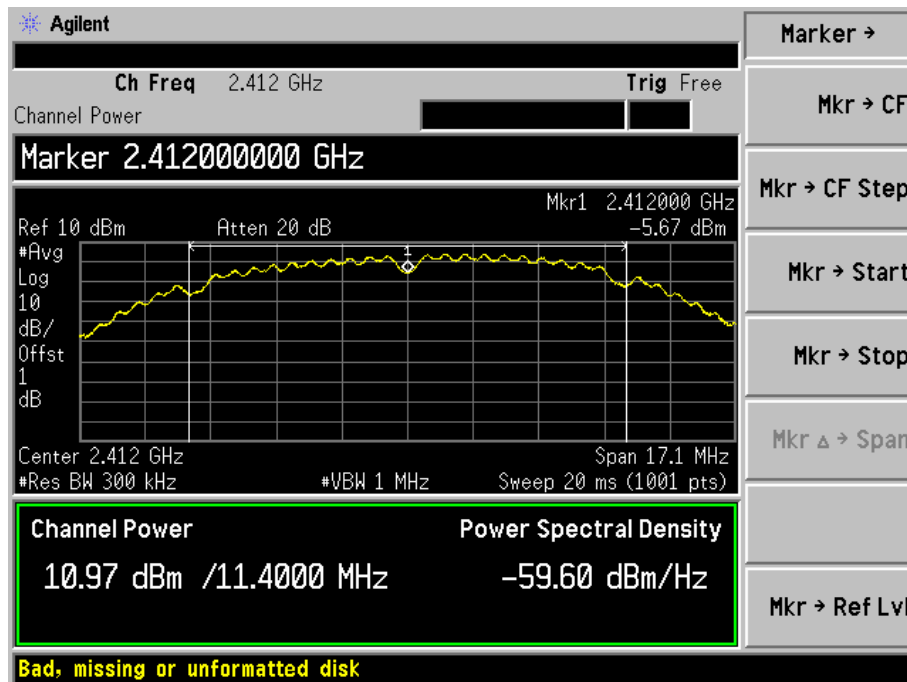 Agilent
Ch Freq 2.412 GHz Trig Free
Channel Power
Marker 2.412000000 GHz
Mkr1 2.412000 GHz
Ref 10 dBm Atten 20 dB -5.67 dBm
#Avg
Log
10
dB/
Offst
1
dB
1
Center 2.412 GHz Span 17.1 MHz
#Res BW 300 kHz #VBW 1 MHz Sweep 20 ms (1001 pts)
Channel Power Power Spectral Density
10.97 dBm /11.4000 MHz -59.60 dBm/Hz
Bad, missing or unformatted disk
Marker →
Mkr → CF
Mkr → CF Step
Mkr → Start
Mkr → Stop
Mkr Δ → Span
Mkr → Ref Lvl